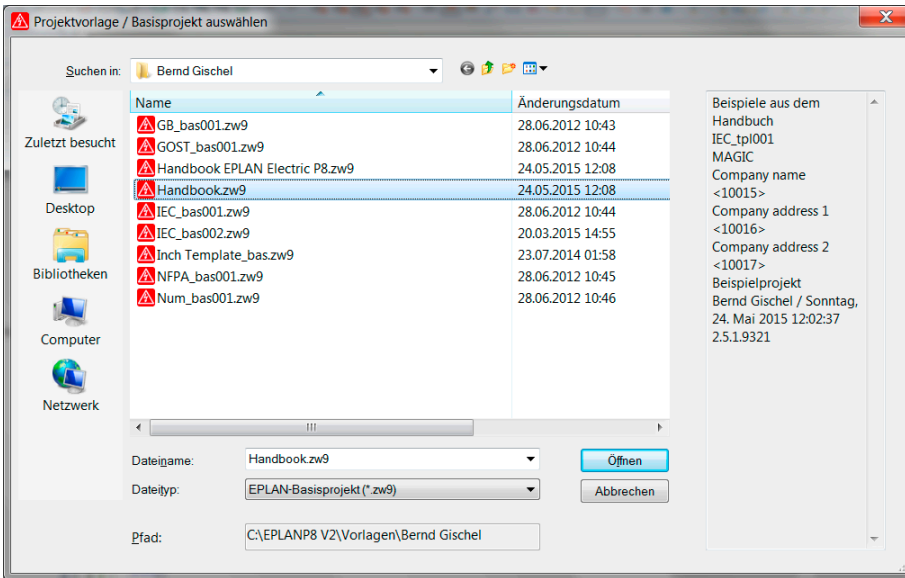 Projektvorlage / Basisprojekt auswählen
Suchen in: Bernd Gischel
Zuletzt besucht
Desktop
Bibliotheken
Computer
Netzwerk
Name Änderungsdatum
GB_bas001.zw9 28.06.2012 10:43
GOST_bas001.zw9 28.06.2012 10:44
Handbook EPLAN Electric P8.zw9 24.05.2015 12:08
Handbook.zw9 24.05.2015 12:08
IEC_bas001.zw9 28.06.2012 10:44
IEC_bas002.zw9 20.03.2015 14:55
Inch Template_bas.zw9 23.07.2014 01:58
NFPA_bas001.zw9 28.06.2012 10:45
Num_bas001.zw9 28.06.2012 10:46
Dateiname: Handbook.zw9 Öffnen
Dateityp: EPLAN-Basisprojekt (*.zw9) Abbrechen
Pfad: C:\EPLANP8 V2\Vorlagen\Bernd Gischel
Beispiele aus dem
Handbuch
IEC_tpl001
MAGIC
Company name
<10015>
Company address 1
<10016>
Company address 2
<10017>
Beispielprojekt
Bernd Gischel / Sonntag,
24. Mai 2015 12:02:37
2.5.1.9321